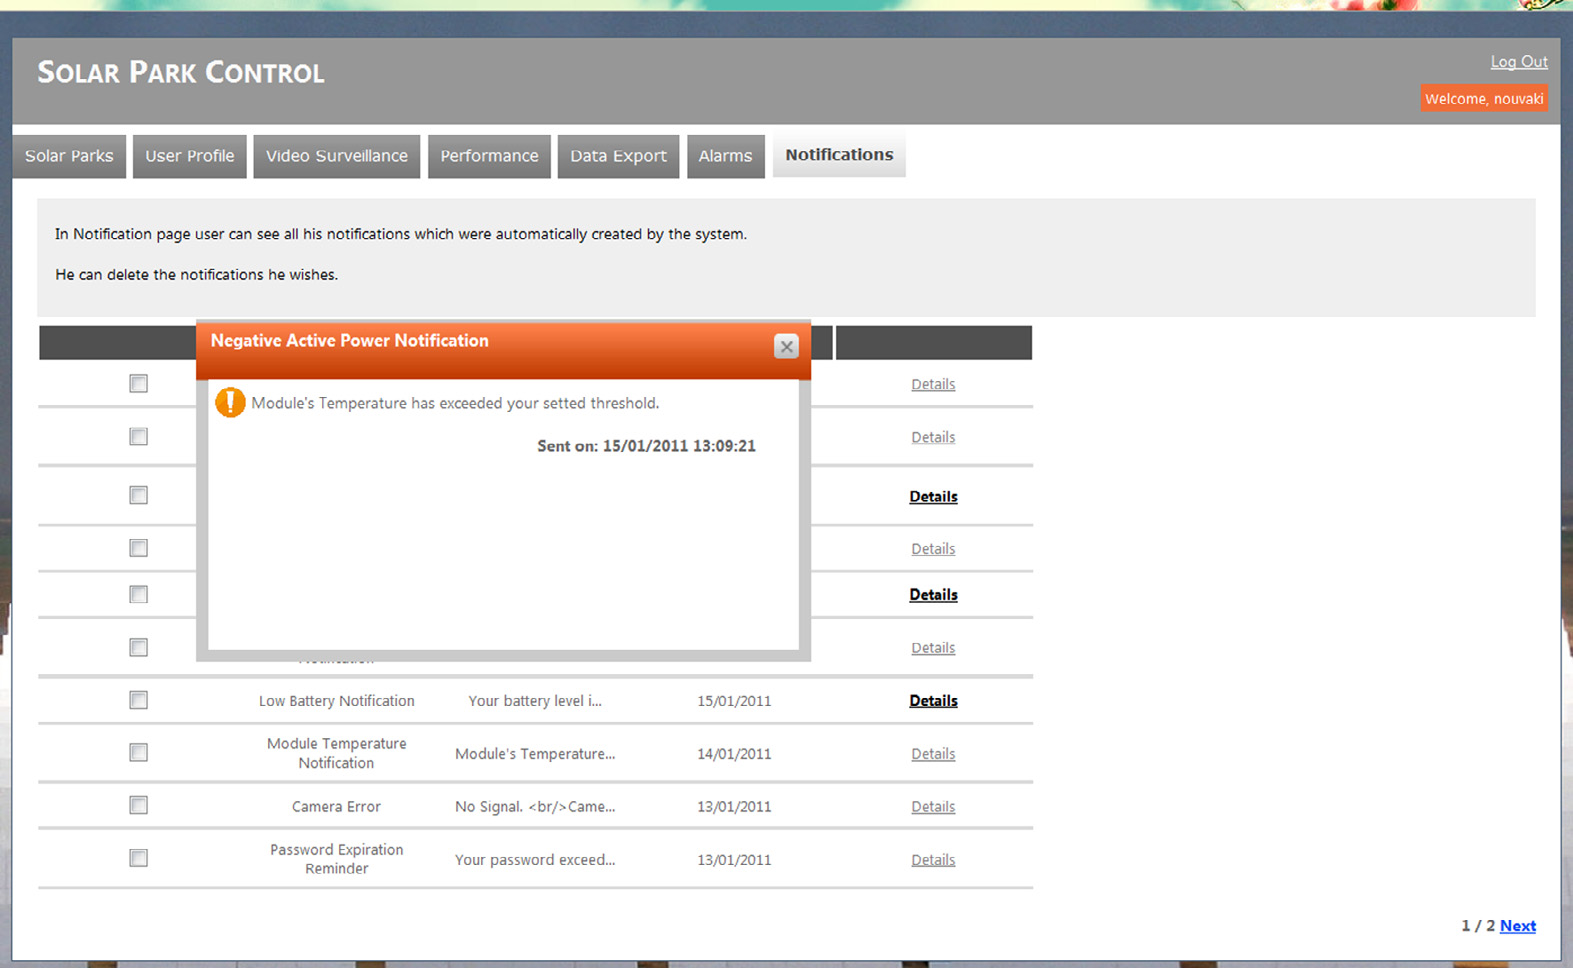 Solar Park Control
Log Out
Welcome, nouvaki
Solar Parks User Profile Video Surveillance Performance Data Export Alarms Notifications
In Notification page user can see all his notifications which were automatically created by the system.
He can delete the notifications he wishes.
Negative Active Power Notification
Module's Temperature has exceeded your setted threshold.
Sent on: 15/01/2011 13:09:21
Details
Details
Details
Details
Details
Details
Low Battery Notification Your battery level i... 15/01/2011 Details
Module Temperature
Notification Module's Temperature... 14/01/2011 Details
Camera Error No Signal. <br/>Came... 13/01/2011 Details
Password Expiration
Reminder Your password exceed... 13/01/2011 Details
1 / 2 Next